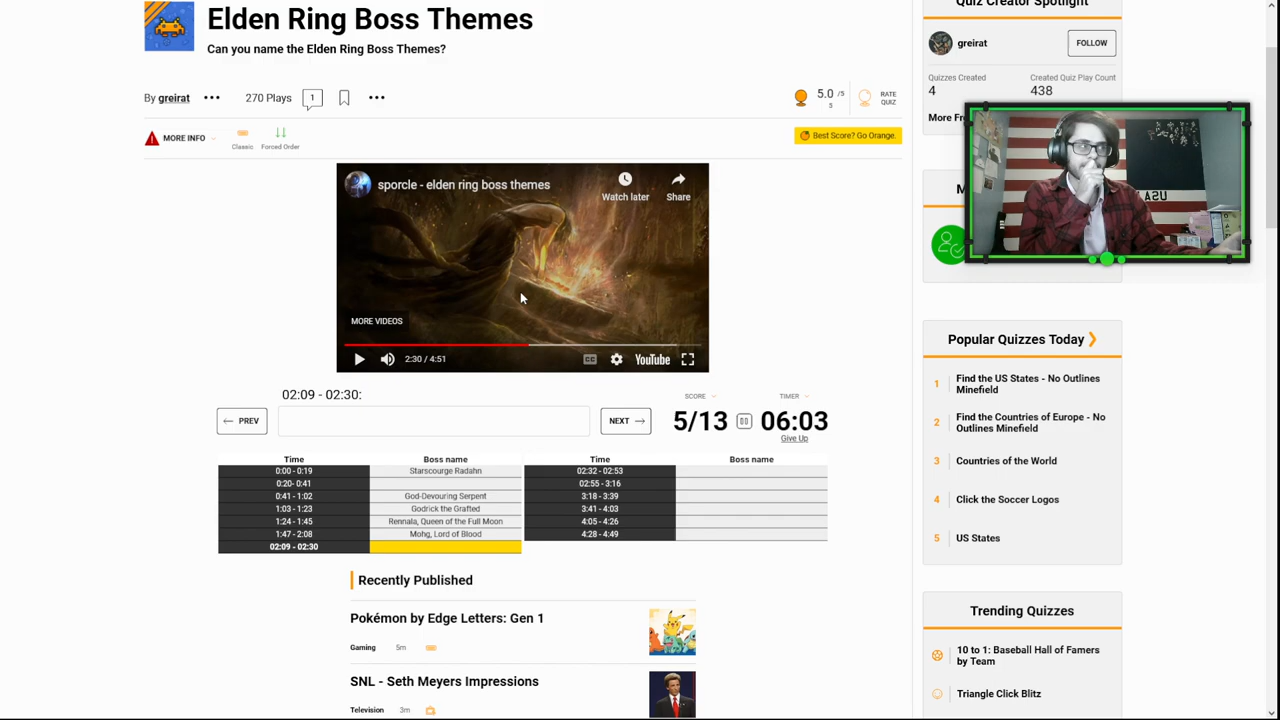 Elden Ring Boss Themes
Can you name the Elden Ring Boss Themes?
By greirat ••• 270 Plays 1 •••
5.0 /5
5
RATE
QUIZ
MORE INFO
Classic
Forced Order
Best Score? Go Orange.
sporcle - elden ring boss themes
Watch later
Share
MORE VIDEOS
2:30 / 4:51
CC
YouTube
02:09 - 02:30:
PREV
NEXT
SCORE
5/13
TIMER
06:03
Give Up
Time Boss name Time Boss name
0:00 - 0:19 Starscourge Radahn 02:32 - 02:53
0:20- 0:41 02:55 - 3:16
0:41 - 1:02 God-Devouring Serpent 3:18 - 3:39
1:03 - 1:23 Godrick the Grafted 3:41 - 4:03
1:24 - 1:45 Rennala, Queen of the Full Moon 4:05 - 4:26
1:47 - 2:08 Mohg, Lord of Blood 4:28 - 4:49
02:09 - 02:30
Recently Published
Pokémon by Edge Letters: Gen 1
Gaming 5m
SNL - Seth Meyers Impressions
Television 3m
Quiz Creator Spotlight
greirat
FOLLOW
Quizzes Created
4
Created Quiz Play Count
438
More Fr
M
USA
Popular Quizzes Today
1 Find the US States - No Outlines
Minefield
2 Find the Countries of Europe - No
Outlines Minefield
3 Countries of the World
4 Click the Soccer Logos
5 US States
Trending Quizzes
10 to 1: Baseball Hall of Famers
by Team
Triangle Click Blitz